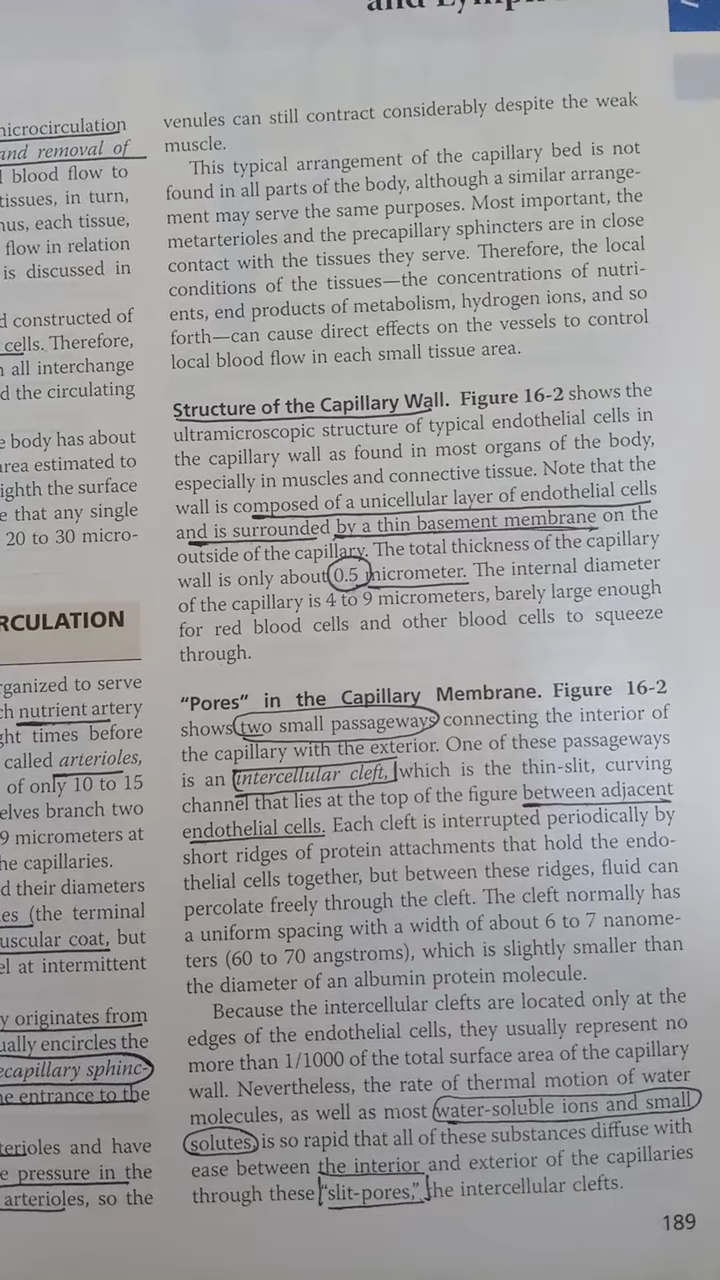 and Lymph
microcirculation
and removal of
blood flow to
tissues, in turn,
thus, each tissue,
flow in relation
is discussed in
d constructed of
cells. Therefore,
all interchange
d the circulating
e body has about
area estimated to
ighth the surface
e that any single
20 to 30 micro-
RCULATION
rganized to serve
ch nutrient artery
ght times before
called arterioles,
of only 10 to 15
elves branch two
9 micrometers at
he capillaries.
d their diameters
es (the terminal
uscular coat, but
el at intermittent
y originates from
ually encircles the
ecapillary sphinc-
he entrance to the
terioles and have
e pressure in the
arterioles, so the
venules can still contract considerably despite the weak
muscle.
This typical arrangement of the capillary bed is not
found in all parts of the body, although a similar arrange-
ment may serve the same purposes. Most important, the
metarterioles and the precapillary sphincters are in close
contact with the tissues they serve. Therefore, the local
conditions of the tissues—the concentrations of nutri-
ents, end products of metabolism, hydrogen ions, and so
forth—can cause direct effects on the vessels to control
local blood flow in each small tissue area.
Structure of the Capillary Wall. Figure 16-2 shows the
ultramicroscopic structure of typical endothelial cells in
the capillary wall as found in most organs of the body,
especially in muscles and connective tissue. Note that the
wall is composed of a unicellular layer of endothelial cells
and is surrounded by a thin basement membrane on the
outside of the capillary. The total thickness of the capillary
wall is only about 0.5 micrometer. The internal diameter
of the capillary is 4 to 9 micrometers, barely large enough
for red blood cells and other blood cells to squeeze
through.
"Pores" in the Capillary Membrane. Figure 16-2
shows two small passageways connecting the interior of
the capillary with the exterior. One of these passageways
is an intercellular cleft, which is the thin-slit, curving
channel that lies at the top of the figure between adjacent
endothelial cells. Each cleft is interrupted periodically by
short ridges of protein attachments that hold the endo-
thelial cells together, but between these ridges, fluid can
percolate freely through the cleft. The cleft normally has
a uniform spacing with a width of about 6 to 7 nanome-
ters (60 to 70 angstroms), which is slightly smaller than
the diameter of an albumin protein molecule.
Because the intercellular clefts are located only at the
edges of the endothelial cells, they usually represent no
more than 1/1000 of the total surface area of the capillary
wall. Nevertheless, the rate of thermal motion of water
molecules, as well as most water-soluble ions and small
solutes, is so rapid that all of these substances diffuse with
ease between the interior and exterior of the capillaries
through these "slit-pores," the intercellular clefts.
189